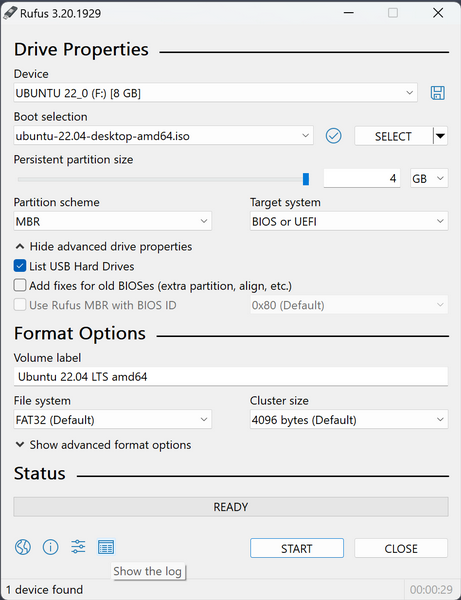 Rufus 3.20.1929
Drive Properties
Device
UBUNTU 22_0 (F:) [8 GB]
Boot selection
ubuntu-22.04-desktop-amd64.iso
SELECT
Persistent partition size
4
GB
Partition scheme
Target system
MBR
BIOS or UEFI
Hide advanced drive properties
List USB Hard Drives
Add fixes for old BIOSes (extra partition, align, etc.)
Use Rufus MBR with BIOS ID
0x80 (Default)
Format Options
Volume label
Ubuntu 22.04 LTS amd64
File system
Cluster size
FAT32 (Default)
4096 bytes (Default)
Show advanced format options
Status
READY
START
CLOSE
Show the log
1 device found
00:00:29